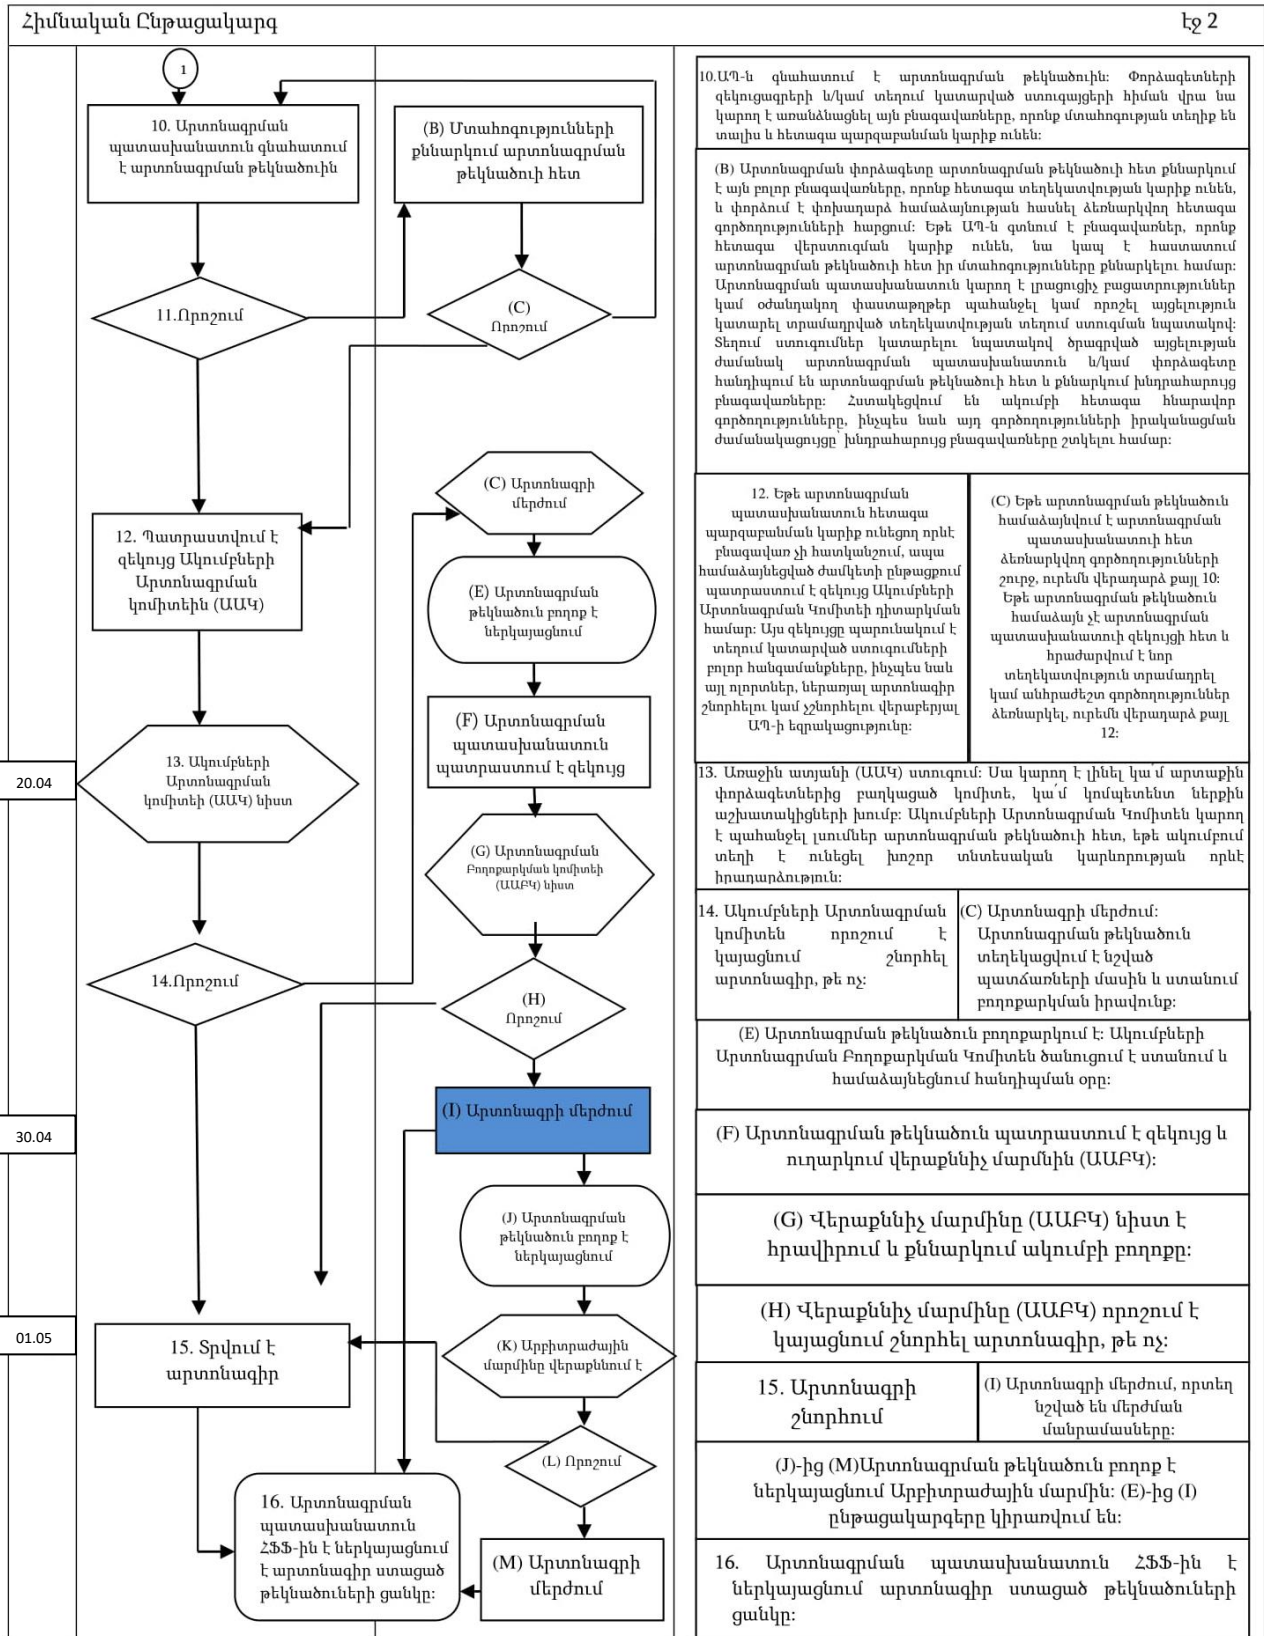 Հիմնական Ընթացակարգ
էջ 2
1
10. Արտոնագրման
պատասխանատուն գնահատում
է արտոնագրման թեկնածուին
(B) Մտահոգությունների
քննարկում արտոնագրման
թեկնածուի հետ
11.Որոշում
(C)
Որոշում
12. Պատրաստվում է
զեկույց Ակումբների
Արտոնագրման
կոմիտեին (ԱԱԿ)
(C) Արտոնագրի
մերժում
(E) Արտոնագրման
թեկնածուն բողոք է
ներկայացնում
(F) Արտոնագրման
պատասխանատուն
պատրաստում է զեկույց
20.04
13. Ակումբների
Արտոնագրման
կոմիտեի (ԱԱԿ) նիստ
(G) Արտոնագրման
Բողոքարկման կոմիտեի
(ԱԱԲԿ) նիստ
14.Որոշում
(H)
Որոշում
30.04
(I) Արտոնագրի մերժում
(J) Արտոնագրման
թեկնածուն բողոք է
ներկայացնում
01.05
15. Տրվում է
արտոնագիր
(K) Արբիտրաժային
մարմինը վերաքննում է
(L) Որոշում
16. Արտոնագրման
պատասխանատուն
ՀՖՖ-ին է ներկայացնում
է արտոնագիր ստացած
թեկնածուների ցանկը:
(M) Արտոնագրի
մերժում
10.ԱՊ-ն գնահատում է արտոնագրման թեկնածուին: Փորձագետների
զեկուցագրերի և/կամ տեղում կատարված ստուգայցերի հիման վրա նա
կարող է առանձնացնել այն բնագավառները, որոնք մտահոգության տեղիք են
տալիս և հետագա պարզաբանման կարիք ունեն:
(B) Արտոնագրման փորձագետը արտոնագրման թեկնածուի հետ քննարկում
է այն բոլոր բնագավառները, որոնք հետագա տեղեկատվության կարիք ունեն,
և փորձում է փոխադարձ համաձայնության հասնել ձեռնարկվող հետագա
գործողությունների հարցում: Եթե ԱՊ-ն գտնում է բնագավառներ, որոնք
հետագա վերստուգման կարիք ունեն, նա կապ է հաստատում
արտոնագրման թեկնածուի հետ իր մտահոգությունները քննարկելու համար:
Արտոնագրման պատասխանատուն կարող է լրացուցիչ բացատրություններ
կամ օժանդակող փաստաթղթեր պահանջել կամ որոշել այցելություն
կատարել տրամադրված տեղեկատվության տեղում ստուգման նպատակով:
Տեղում ստուգումներ կատարելու նպատակով ծրագրված այցելության
ժամանակ արտոնագրման պատասխանատուն և/կամ փորձագետը
հանդիպում են արտոնագրման թեկնածուի հետ և քննարկում խնդրահարույց
բնագավառները: Հստակեցվում են ակումբի հետագա հնարավոր
գործողությունները, ինչպես նաև այդ գործողությունների իրականացման
ժամանակացույցը՝ խնդրահարույց բնագավառները շտկելու համար:
12. Եթե արտոնագրման
պատասխանատուն հետագա
պարզաբանման կարիք ունեցող որևէ
բնագավառ չի հատկանշում, ապա
համաձայնեցված ժամկետի ընթացքում
պատրաստում է զեկույց Ակումբների
Արտոնագրման Կոմիտեի դիտարկման
համար: Այս զեկույցը պարունակում է
տեղում կատարված ստուգումների
բոլոր հանգամանքները, ինչպես նաև
այլ ոլորտներ, ներառյալ արտոնագիր
շնորհելու կամ չշնորհելու վերաբերյալ
ԱՊ-ի եզրակացությունը:
(C) Եթե արտոնագրման թեկնածուն
համաձայնվում է արտոնագրման
պատասխանատուի հետ
ձեռնարկվող գործողությունների
շուրջ, ուրեմն վերադարձ քայլ 10:
Եթե արտոնագրման թեկնածուն
համաձայն չէ արտոնագրման
պատասխանատուի զեկույցի հետ և
հրաժարվում է նոր
տեղեկատվություն տրամադրել
կամ անհրաժեշտ գործողություններ
ձեռնարկել, ուրեմն վերադարձ քայլ
12:
13. Առաջին ատյանի (ԱԱԿ) ստուգում: Սա կարող է լինել կա՛մ արտաքին
փորձագետներից բաղկացած կոմիտե, կա՛մ կոմպետենտ ներքին
աշխատակիցների խումբ: Ակումբների Արտոնագրման Կոմիտեն կարող
է պահանջել լսումներ արտոնագրման թեկնածուի հետ, եթե ակումբում
տեղի է ունեցել խոշոր տնտեսական կարևորության որևէ
իրադարձություն:
14. Ակումբների Արտոնագրման
կոմիտեն որոշում է
կայացնում շնորհել
արտոնագիր, թե ոչ:
(C) Արտոնագրի մերժում:
Արտոնագրման թեկնածուն
տեղեկացվում է նշված
պատճառների մասին և ստանում
բողոքարկման իրավունք:
(E) Արտոնագրման թեկնածուն բողոքարկում է: Ակումբների
Արտոնագրման Բողոքարկման Կոմիտեն ծանուցում է ստանում և
համաձայնեցնում հանդիպման օրը:
(F) Արտոնագրման թեկնածուն պատրաստում է զեկույց և
ուղարկում վերաքննիչ մարմնին (ԱԱԲԿ):
(G) Վերաքննիչ մարմինը (ԱԱԲԿ) նիստ է
հրավիրում և քննարկում ակումբի բողոքը:
(H) Վերաքննիչ մարմինը (ԱԱԲԿ) որոշում է
կայացնում շնորհել արտոնագիր, թե ոչ:
15. Արտոնագրի
շնորհում
(I) Արտոնագրի մերժում, որտեղ
նշված են մերժման
մանրամասները:
(J)-ից (M)Արտոնագրման թեկնածուն բողոք է
ներկայացնում Արբիտրաժային մարմին: (E)-ից (I)
ընթացակարգերը կիրառվում են:
16. Արտոնագրման պատասխանատուն ՀՖՖ-ին է
ներկայացնում արտոնագիր ստացած թեկնածուների
ցանկը: